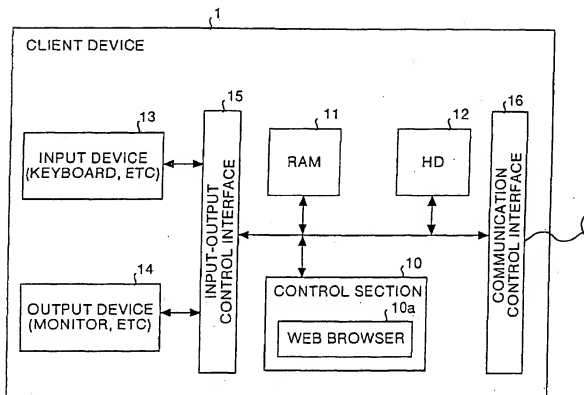 1
CLIENT DEVICE
13
INPUT DEVICE
(KEYBOARD, ETC)
15
INPUT-OUTPUT
CONTROL INTERFACE
11
RAM
12
HD
16
COMMUNICATION
CONTROL INTERFACE
14
OUTPUT DEVICE
(MONITOR, ETC)
10
CONTROL SECTION
10a
WEB BROWSER